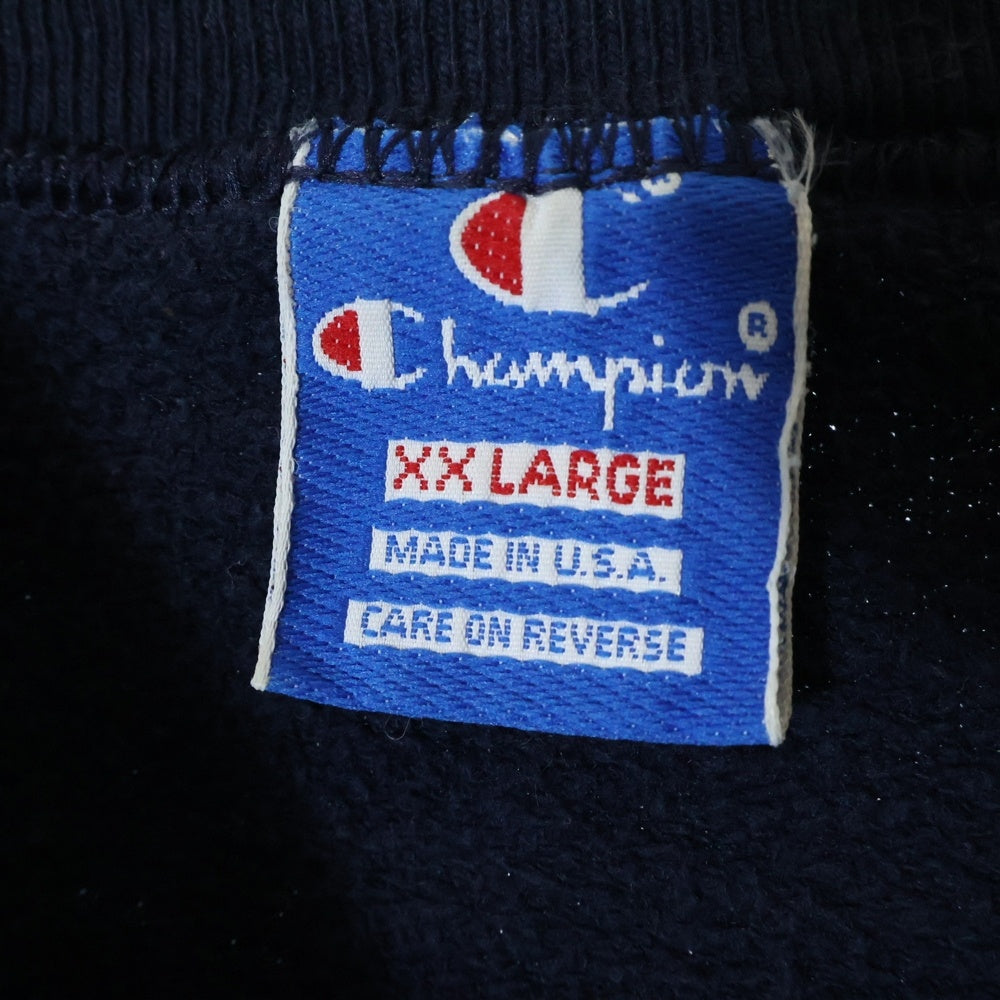 Champion®
XX LARGE
MADE IN U.S.A.
CARE ON REVERSE